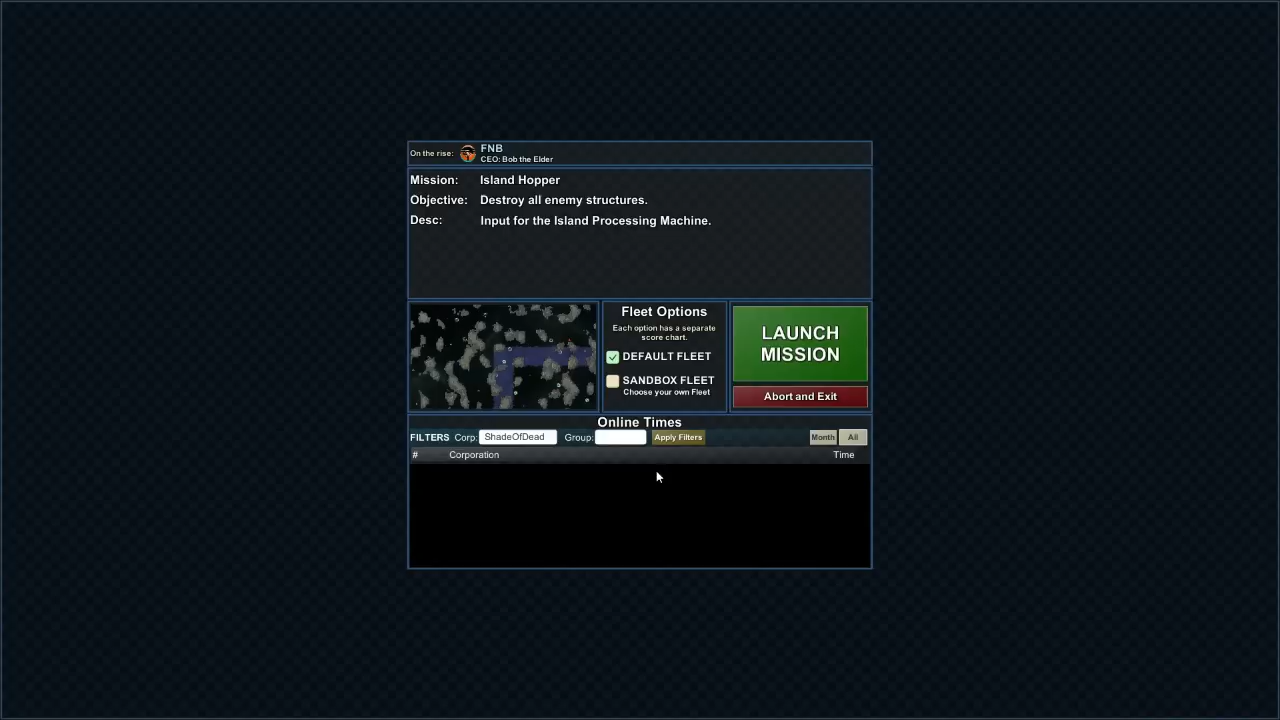 On the rise: FNB
CEO: Bob the Elder
Mission: Island Hopper
Objective: Destroy all enemy structures.
Desc: Input for the Island Processing Machine.
Fleet Options
Each option has a separate
score chart.
DEFAULT FLEET
SANDBOX FLEET
Choose your own Fleet
LAUNCH
MISSION
Abort and Exit
Online Times
FILTERS Corp: ShadeOfDead Group: Apply Filters Month All
# Corporation Time